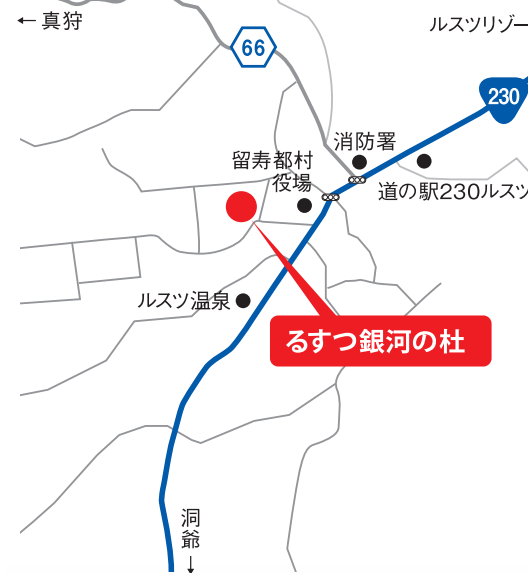 ← 真狩
ルスツリゾー
66
230
消防署
留寿都村
役場
道の駅230ルスツ
ルスツ温泉
るすつ銀河の杜
洞
爺
↓